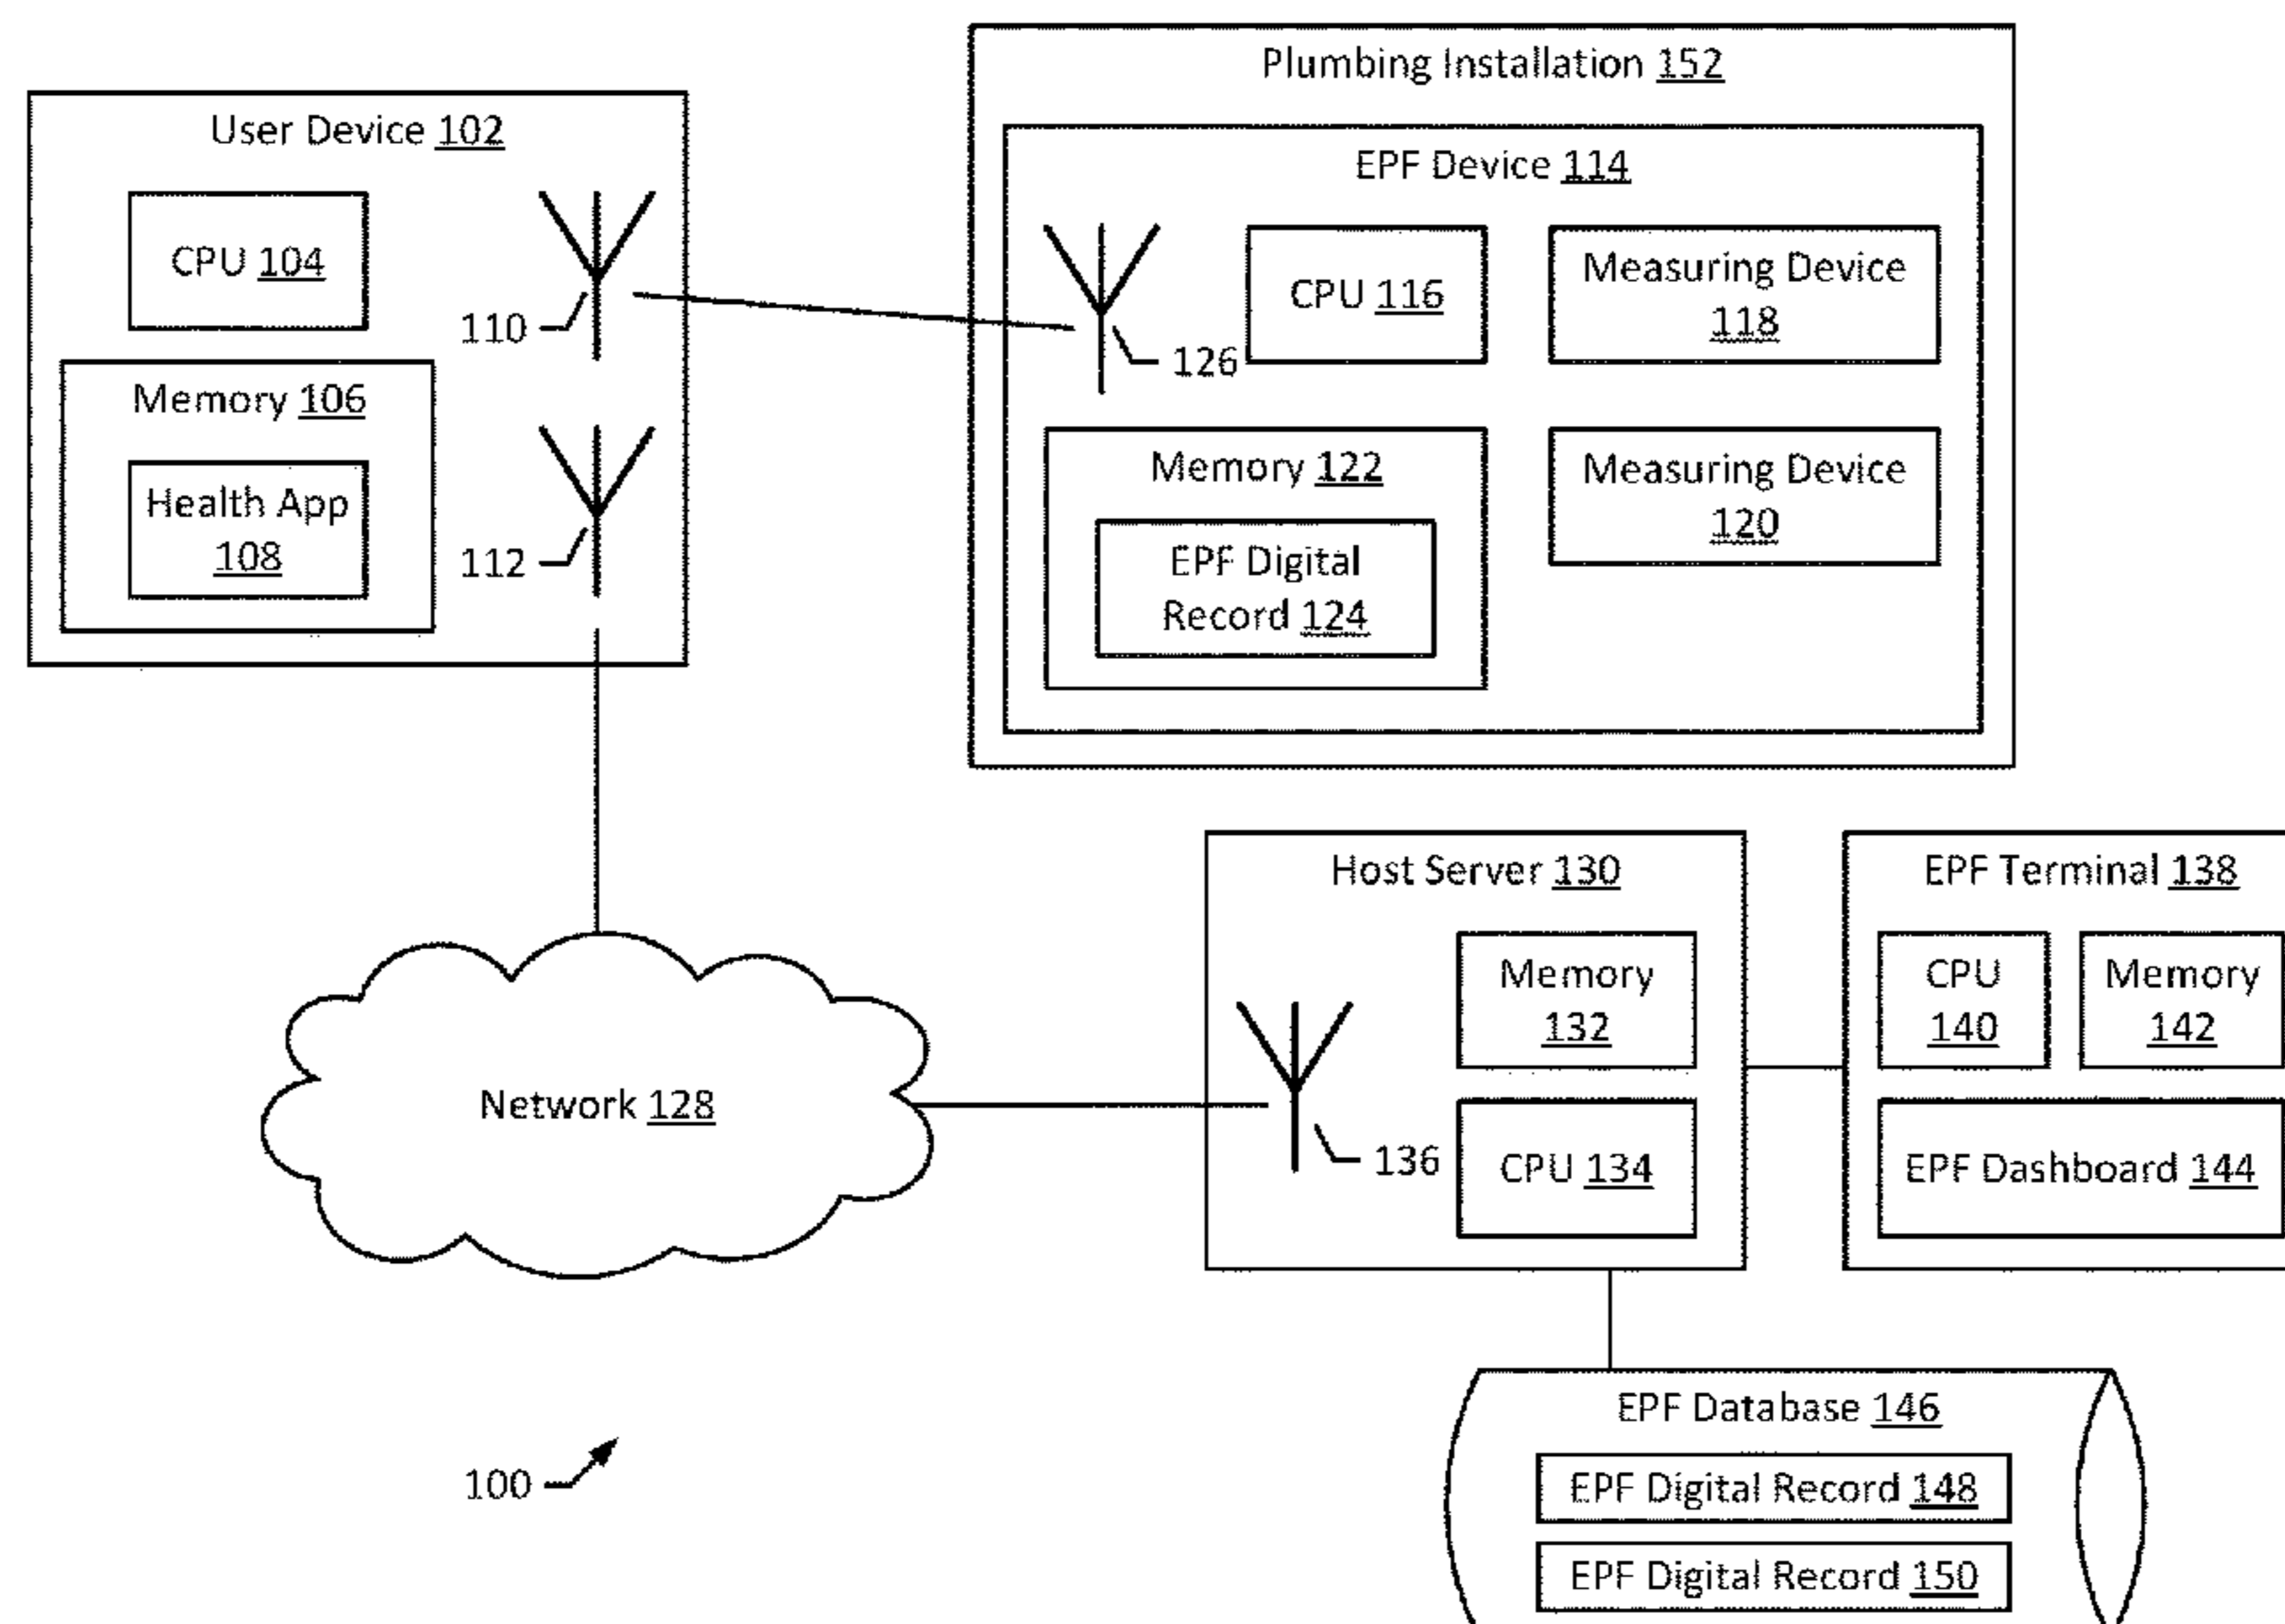 Plumbing Installation 152
User Device 102
EPF Device 114
CPU 104
110
CPU 116
Measuring Device
118
126
Memory 106
Health App
108
112
Memory 122
EPF Digital
Record 124
Measuring Device
120
Host Server 130
Memory
132
CPU 134
136
EPF Terminal 138
CPU
140
Memory
142
EPF Dashboard 144
Network 128
100
EPF Database 146
EPF Digital Record 148
EPF Digital Record 150